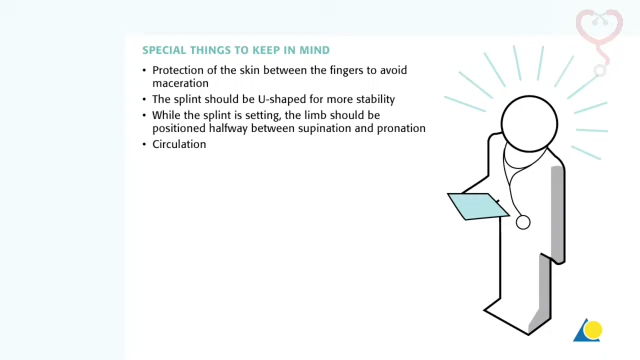 SPECIAL THINGS TO KEEP IN MIND
• Protection of the skin between the fingers to avoid
maceration
• The splint should be U-shaped for more stability
• While the splint is setting, the limb should be
positioned halfway between supination and pronation
• Circulation